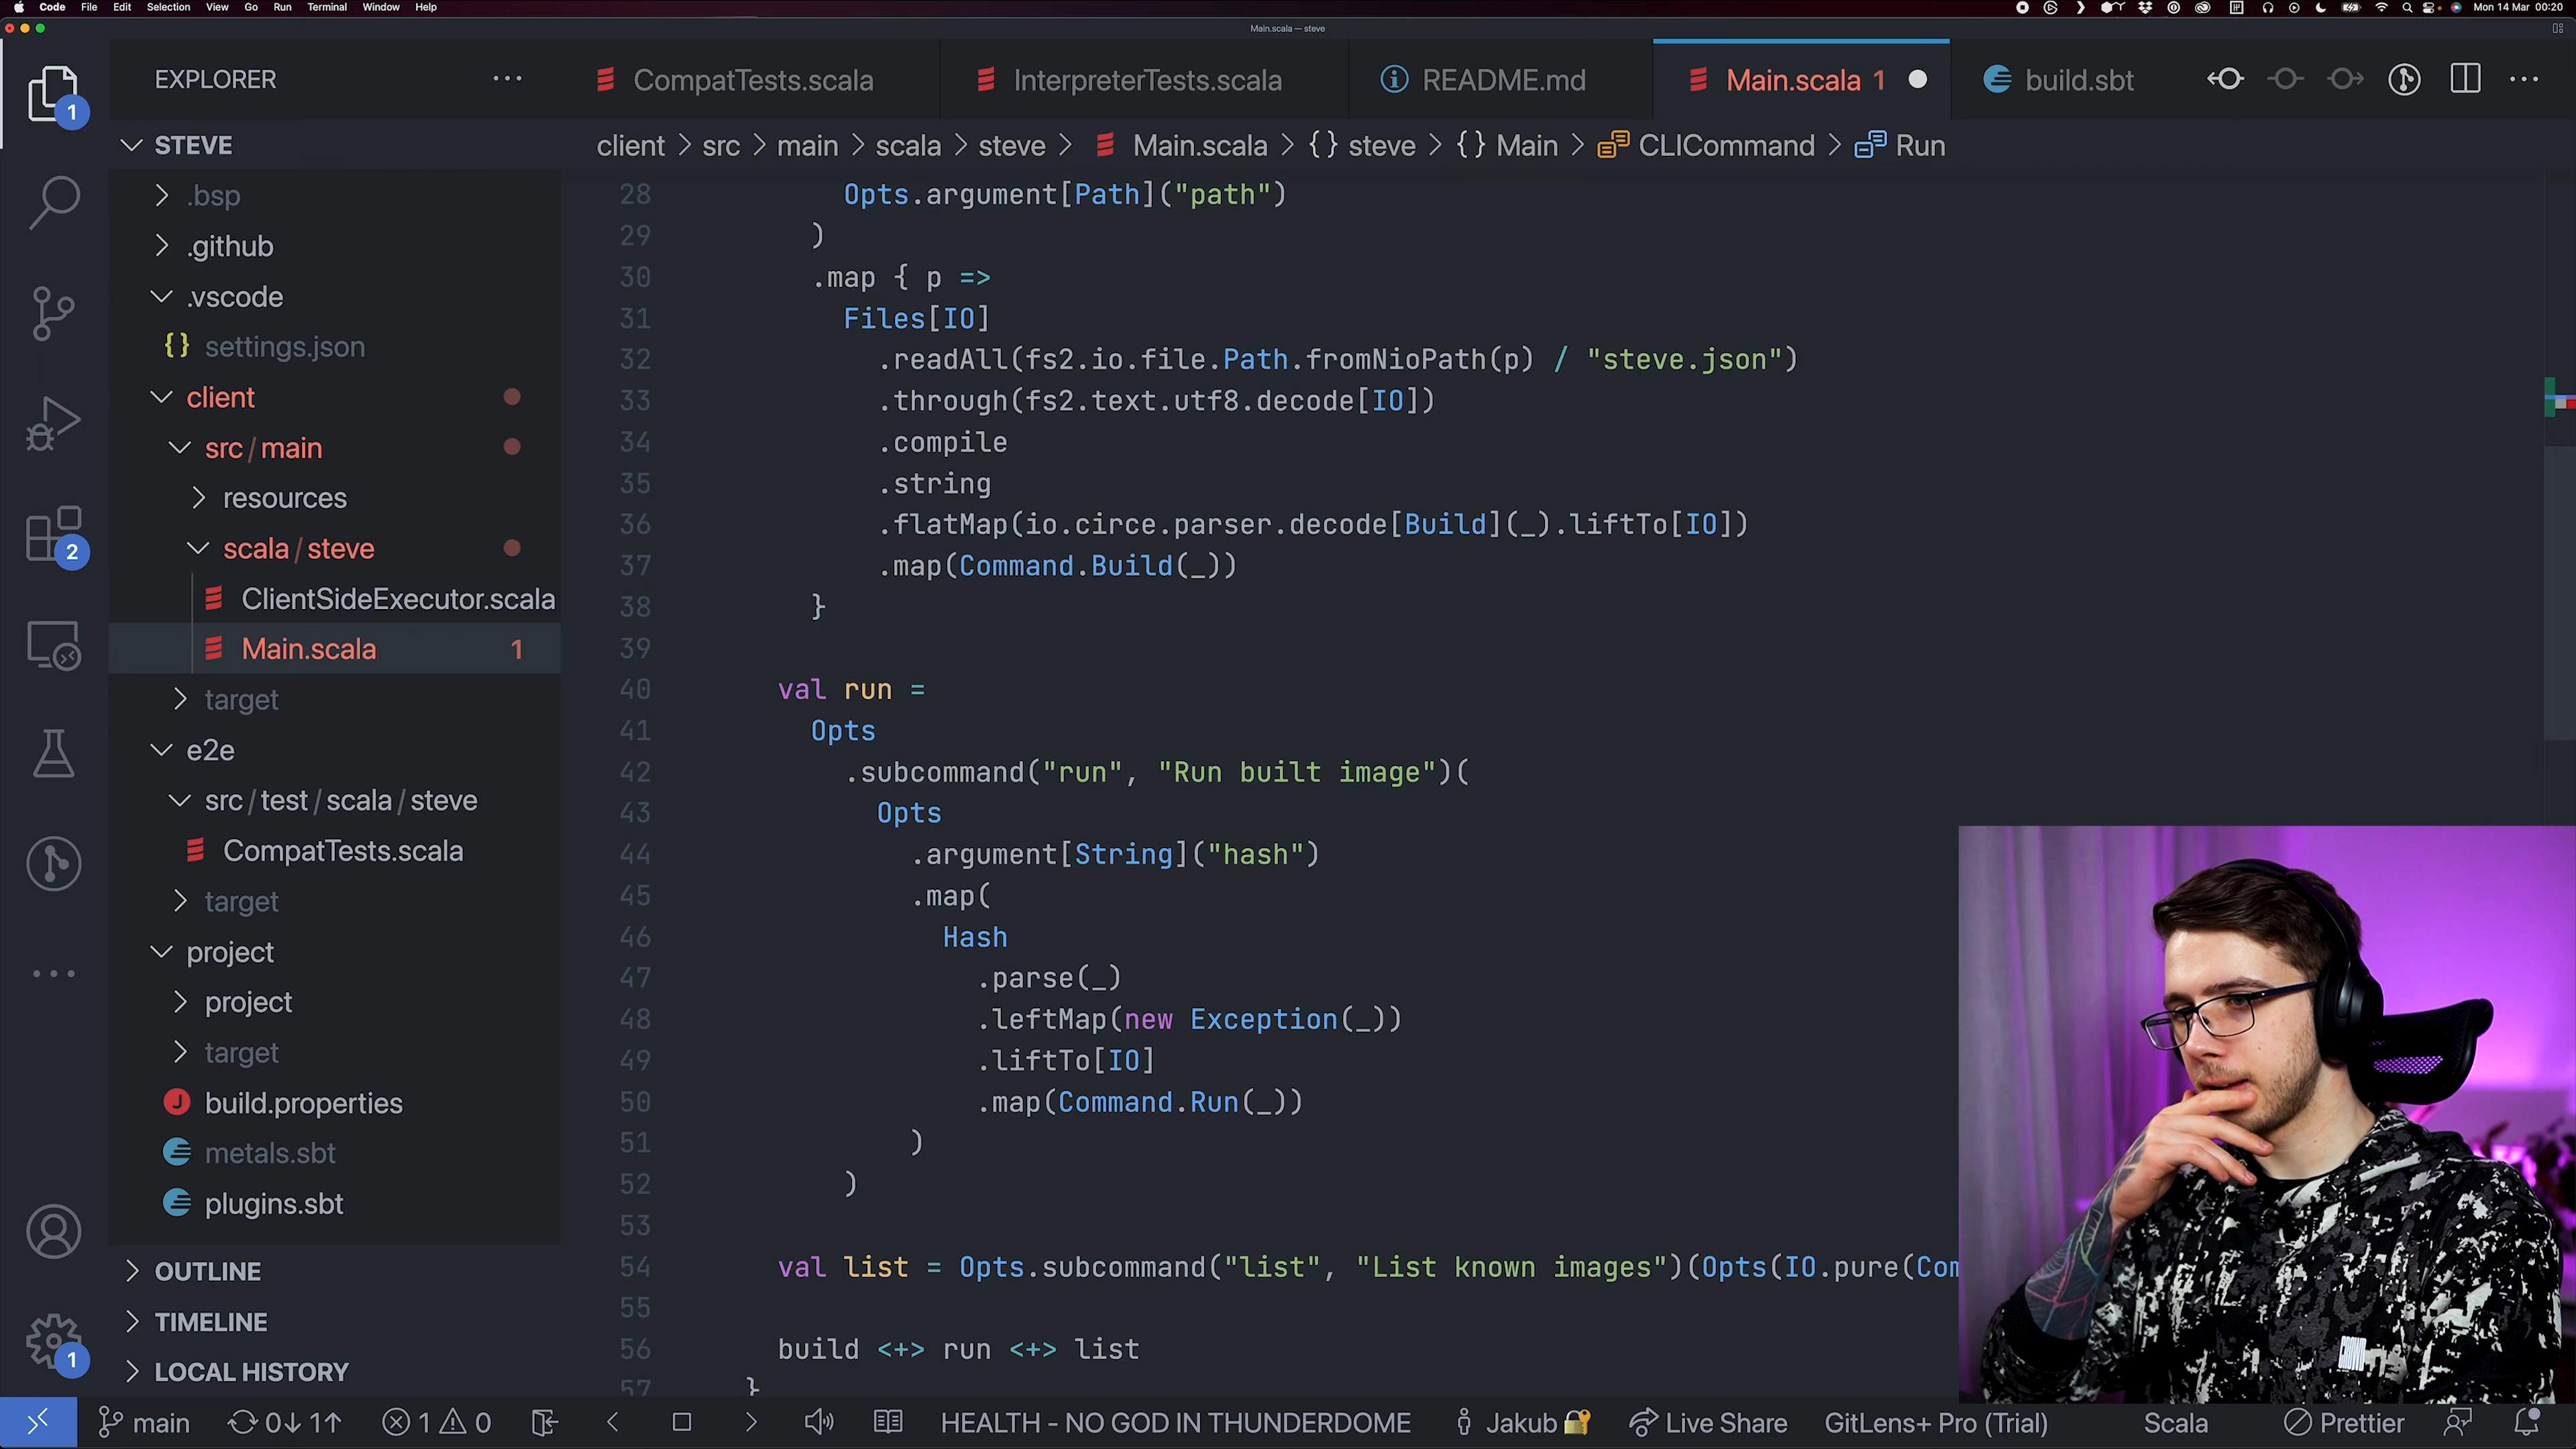 Code File Edit Selection View Go Run Terminal Window Help
Mon 14 Mar 00:20
Main.scala — steve
EXPLORER
CompatTests.scala
InterpreterTests.scala
README.md
Main.scala 1
build.sbt
1
STEVE
client > src > main > scala > steve > Main.scala > {} steve > {} Main > CLICommand > Run
.bsp
.github
.vscode
{} settings.json
client
src/main
resources
scala/steve
2
ClientSideExecutor.scala
Main.scala 1
target
e2e
src/test/scala/steve
CompatTests.scala
target
project
project
target
build.properties
metals.sbt
plugins.sbt
OUTLINE
TIMELINE
LOCAL HISTORY
1
28 Opts.argument[Path]("path")
29 )
30 .map { p =>
31 Files[IO]
32 .readAll(fs2.io.file.Path.fromNioPath(p) / "steve.json")
33 .through(fs2.text.utf8.decode[IO])
34 .compile
35 .string
36 .flatMap(io.circe.parser.decode[Build](_).liftTo[IO])
37 .map(Command.Build(_))
38 }
39
40 val run =
41 Opts
42 .subcommand("run", "Run built image")(
43 Opts
44 .argument[String]("hash")
45 .map(
46 Hash
47 .parse(_)
48 .leftMap(new Exception(_))
49 .liftTo[IO]
50 .map(Command.Run(_))
51 )
52 )
53
54 val list = Opts.subcommand("list", "List known images")(Opts(IO.pure(Com
55
56 build <+> run <+> list
57 }
main 0↓ 1↑ 1 0 HEALTH - NO GOD IN THUNDERDOME Jakub Live Share GitLens+ Pro (Trial) Scala Prettier